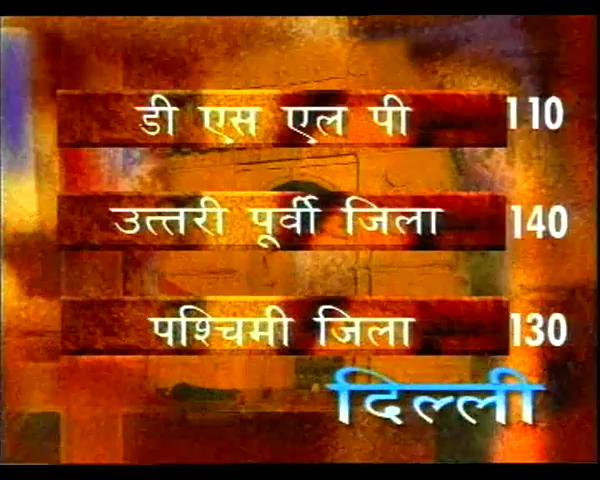 डी एस एल पी 110
उत्तरी पूर्वी जिला 140
पश्चिमी जिला 130
दिल्ली